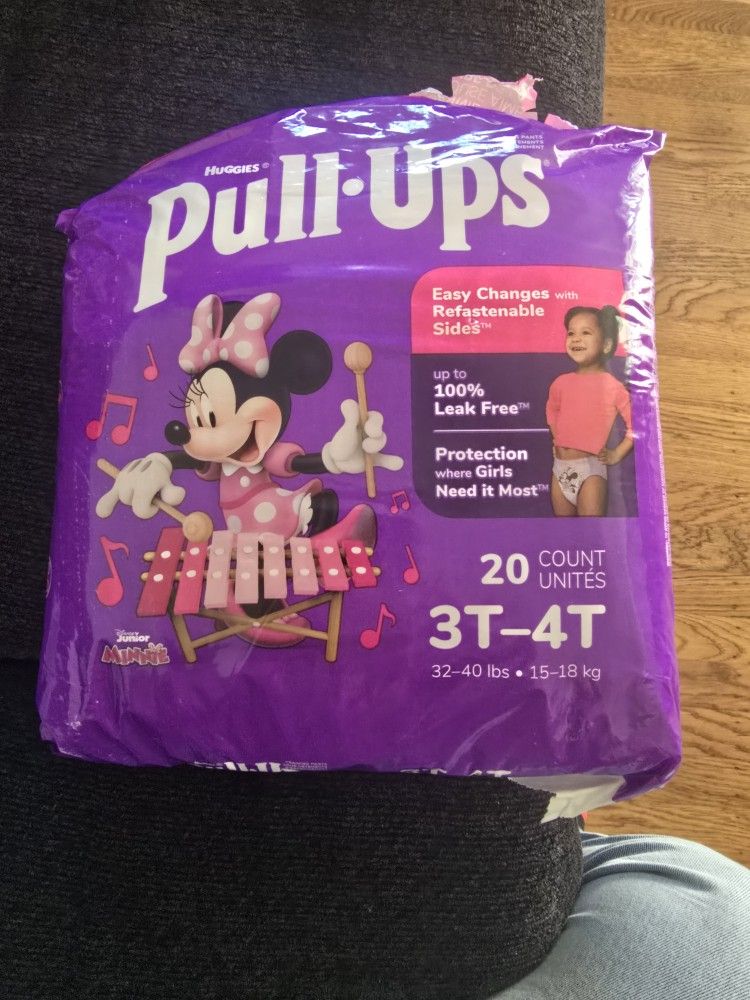 PANTS
HUGGIES®
Pull-Ups®
Easy Changes with
Refastenable
Sides™
up to
100%
Leak Free™
Protection
where Girls
Need it Most™
20 COUNT
UNITÉS
3T–4T
32–40 lbs • 15–18 kg
Disney
Junior
MINNIE